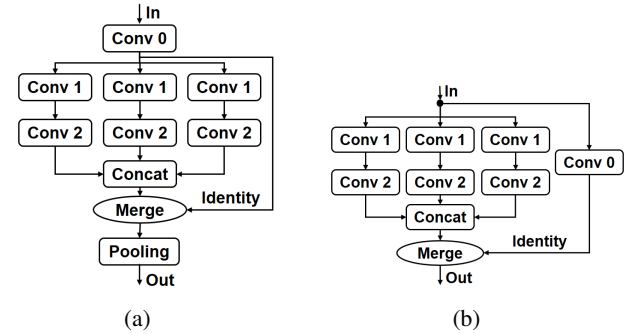 In
Conv 0
Conv 1 Conv 1 Conv 1
Conv 2 Conv 2 Conv 2
Concat
Identity
Merge
Pooling
Out
(a)
In
Conv 1 Conv 1 Conv 1
Conv 0
Conv 2 Conv 2 Conv 2
Concat
Identity
Merge
Out
(b)